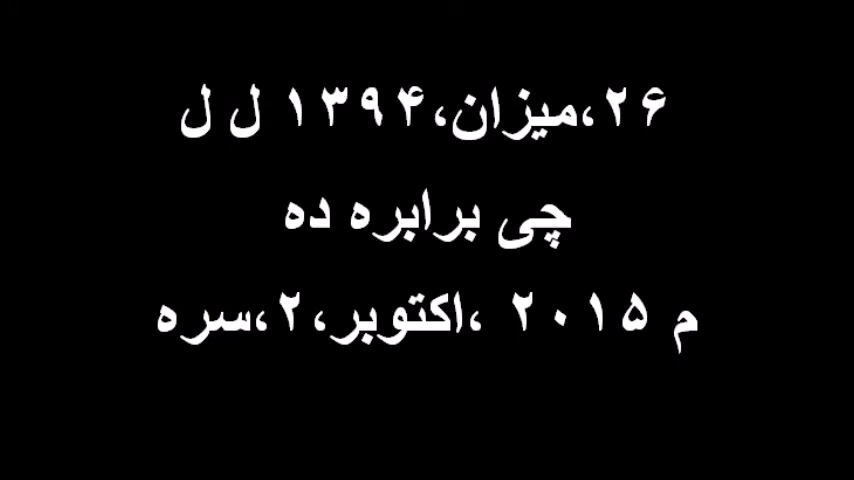 ۲۶،میزان،۱۳۹۴ ل ل
چی برابره ده
م ۲۰۱۵ ،اکتوبر،۲،سره